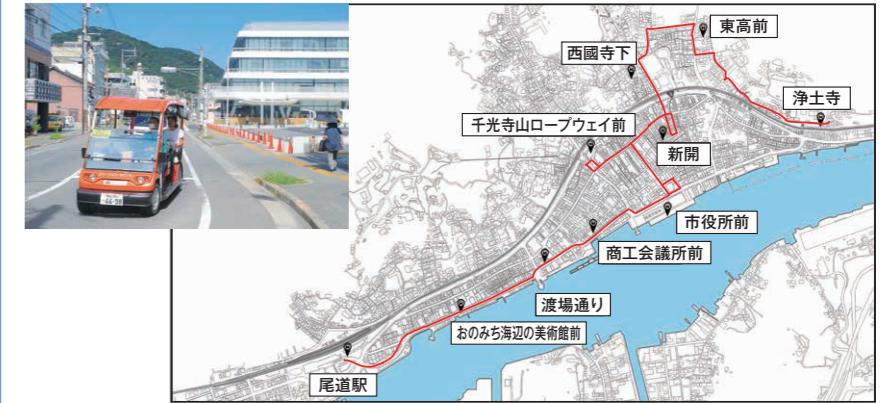 東高前
西國寺下
浄土寺
千光寺山ロープウェイ前
新開
市役所前
商工会議所前
渡場通り
おのみち海辺の美術館前
尾道駅